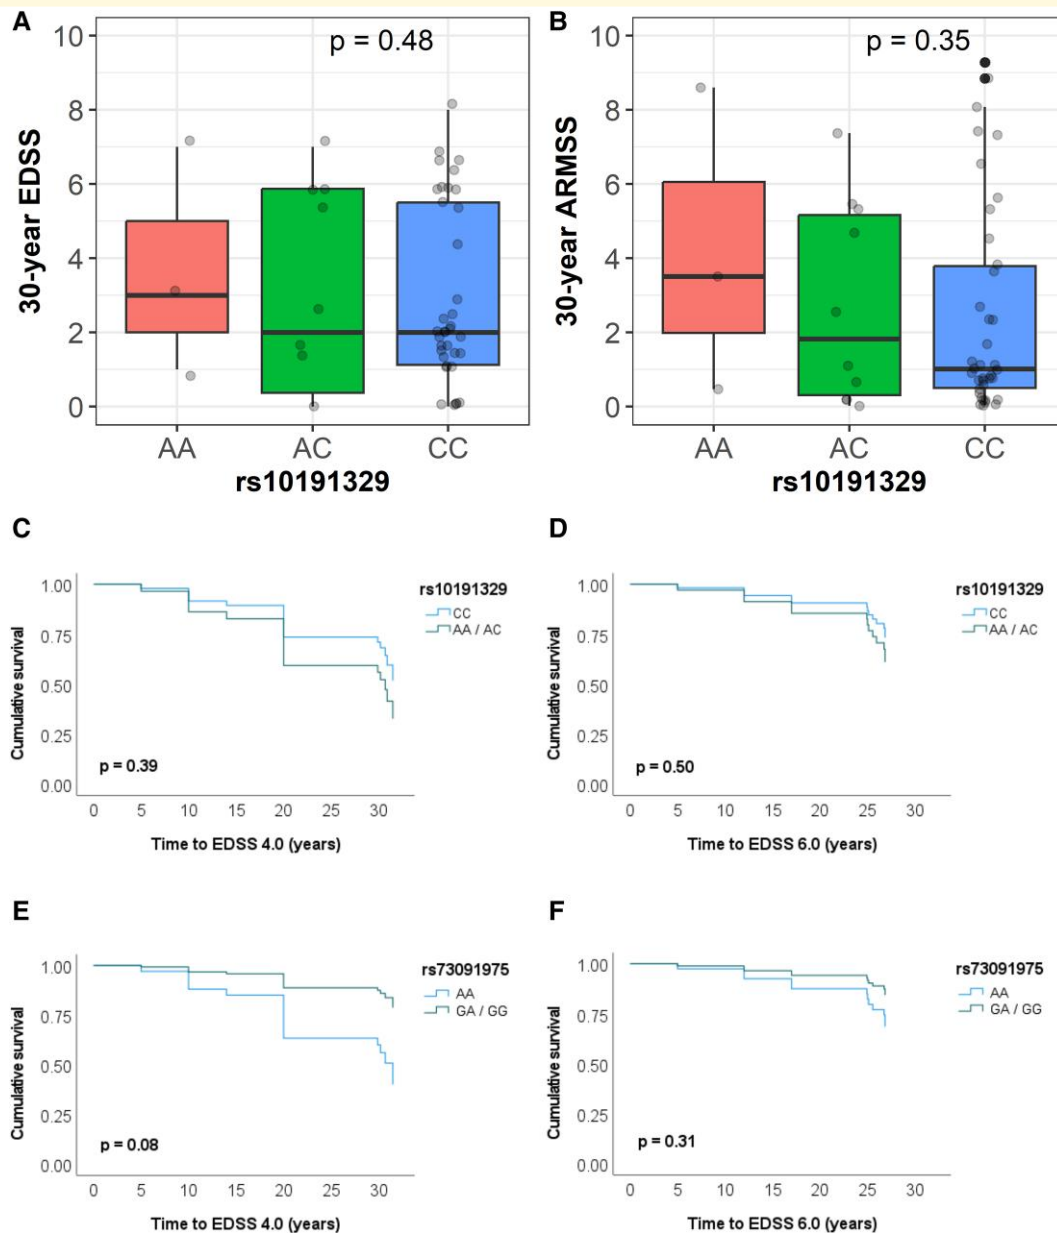 A
p = 0.48
30-year EDSS
10
8
6
4
2
0
AA AC CC
rs10191329
B
p = 0.35
30-year ARMSS
10
8
6
4
2
0
AA AC CC
rs10191329
C
Cumulative survival
1.00
0.75
0.50
0.25
0.00
p = 0.39
rs10191329
CC
AA / AC
0 5 10 15 20 25 30
Time to EDSS 4.0 (years)
D
Cumulative survival
1.00
0.75
0.50
0.25
0.00
p = 0.50
rs10191329
CC
AA / AC
0 5 10 15 20 25 30
Time to EDSS 6.0 (years)
E
Cumulative survival
1.00
0.75
0.50
0.25
0.00
p = 0.08
rs73091975
AA
GA / GG
0 5 10 15 20 25 30
Time to EDSS 4.0 (years)
F
Cumulative survival
1.00
0.75
0.50
0.25
0.00
p = 0.31
rs73091975
AA
GA / GG
0 5 10 15 20 25 30
Time to EDSS 6.0 (years)